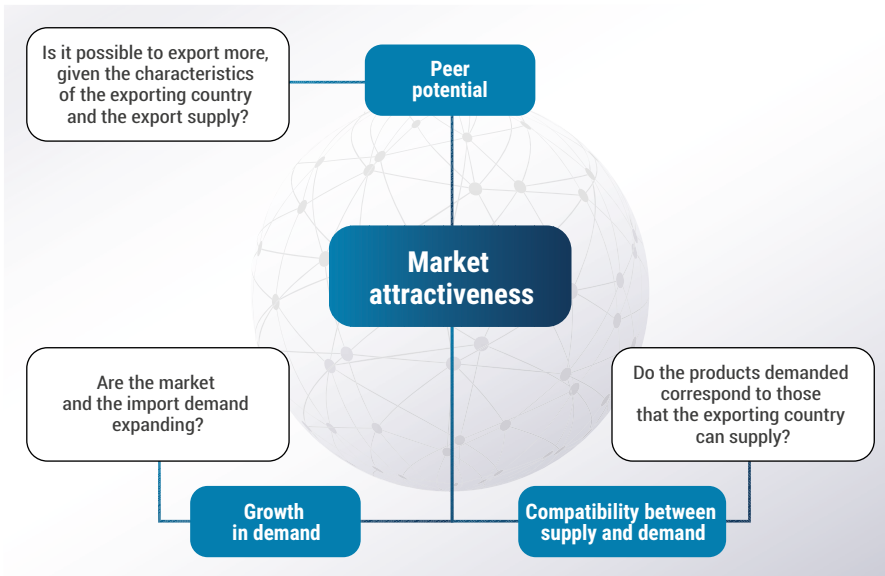 Is it possible to export more,
given the characteristics
of the exporting country
and the export supply?
Peer
potential
Market
attractiveness
Are the market
and the import demand
expanding?
Do the products demanded
correspond to those
that the exporting country
can supply?
Growth
in demand
Compatibility between
supply and demand